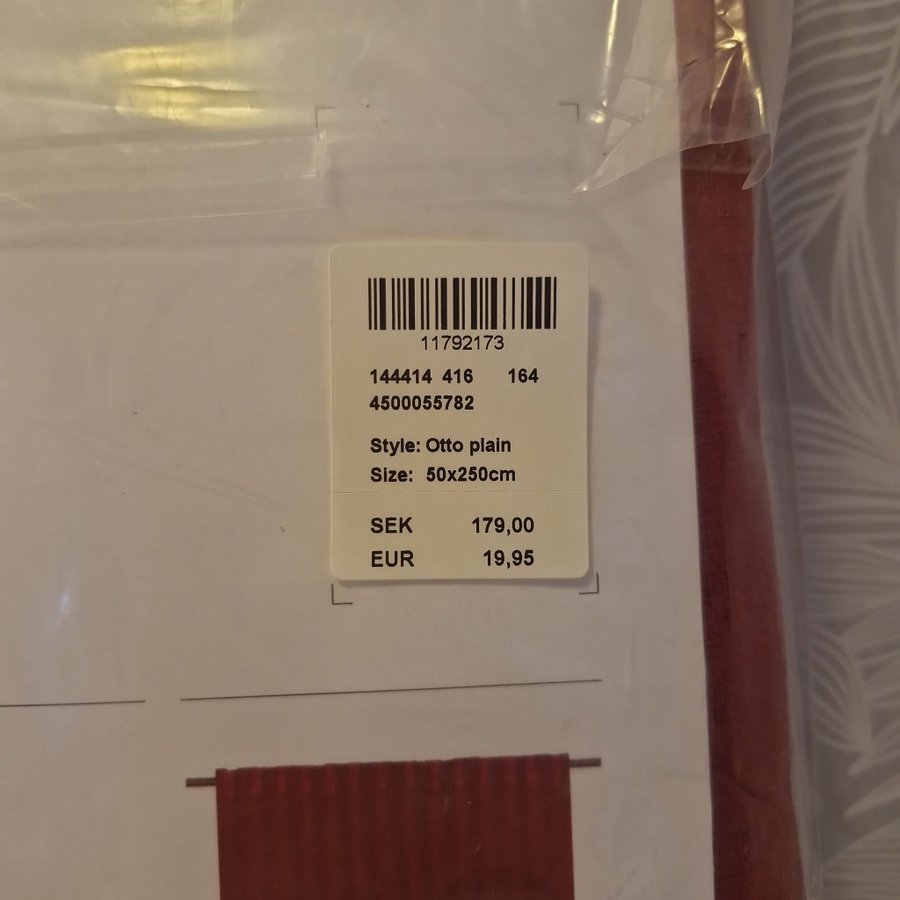 11792173
144414 416 164
4500055782
Style: Otto plain
Size: 50x250cm
SEK 179,00
EUR 19,95